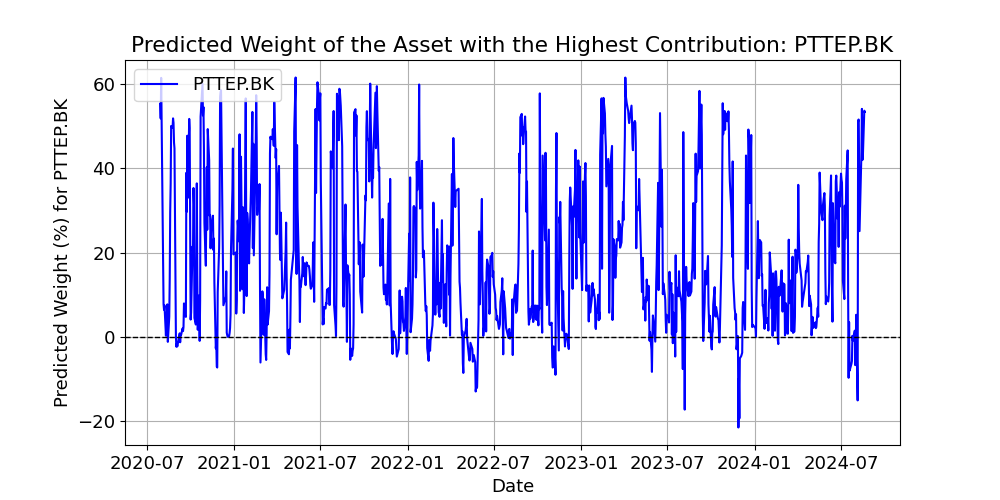 Predicted Weight of the Asset with the Highest Contribution: PTTEP.BK
PTTEP.BK
Predicted Weight (%) for PTTEP.BK
60
40
20
0
−20
2020-07 2021-01 2021-07 2022-01 2022-07 2023-01 2023-07 2024-01 2024-07
Date